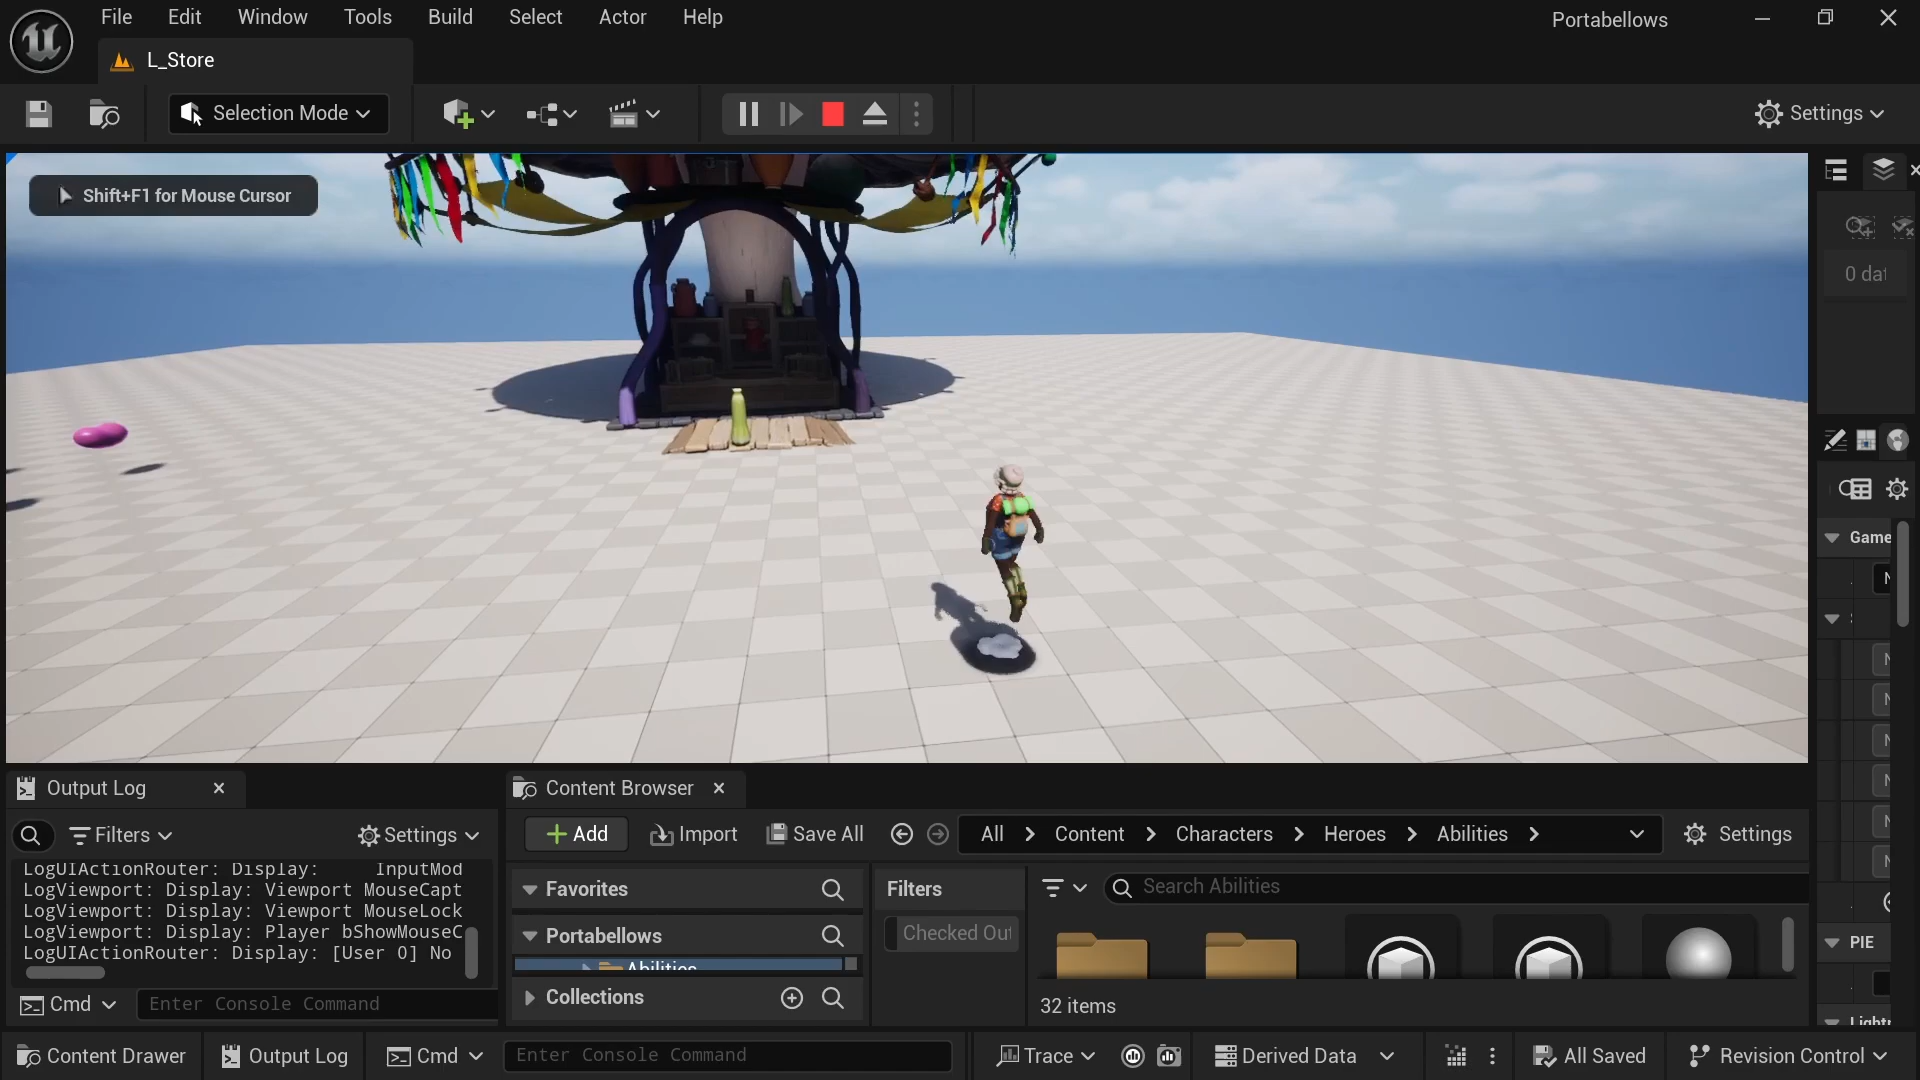 File Edit Window Tools Build Select Actor Help
Portabellows
L_Store
Selection Mode
Settings
Shift+F1 for Mouse Cursor
0 dat
Game
PIE
Output Log
Filters
Settings
LogUIActionRouter: Display: InputMod
LogViewport: Display: Viewport MouseCapt
LogViewport: Display: Viewport MouseLock
LogViewport: Display: Player bShowMouseC
LogUIActionRouter: Display: [User 0] No
Cmd Enter Console Command
Content Browser
Add Import Save All All Content Characters Heroes Abilities Settings
Favorites
Portabellows
Abilities
Collections
Filters
Checked Out
Search Abilities
32 items
Content Drawer Output Log Cmd Enter Console Command Trace Derived Data All Saved Revision Control